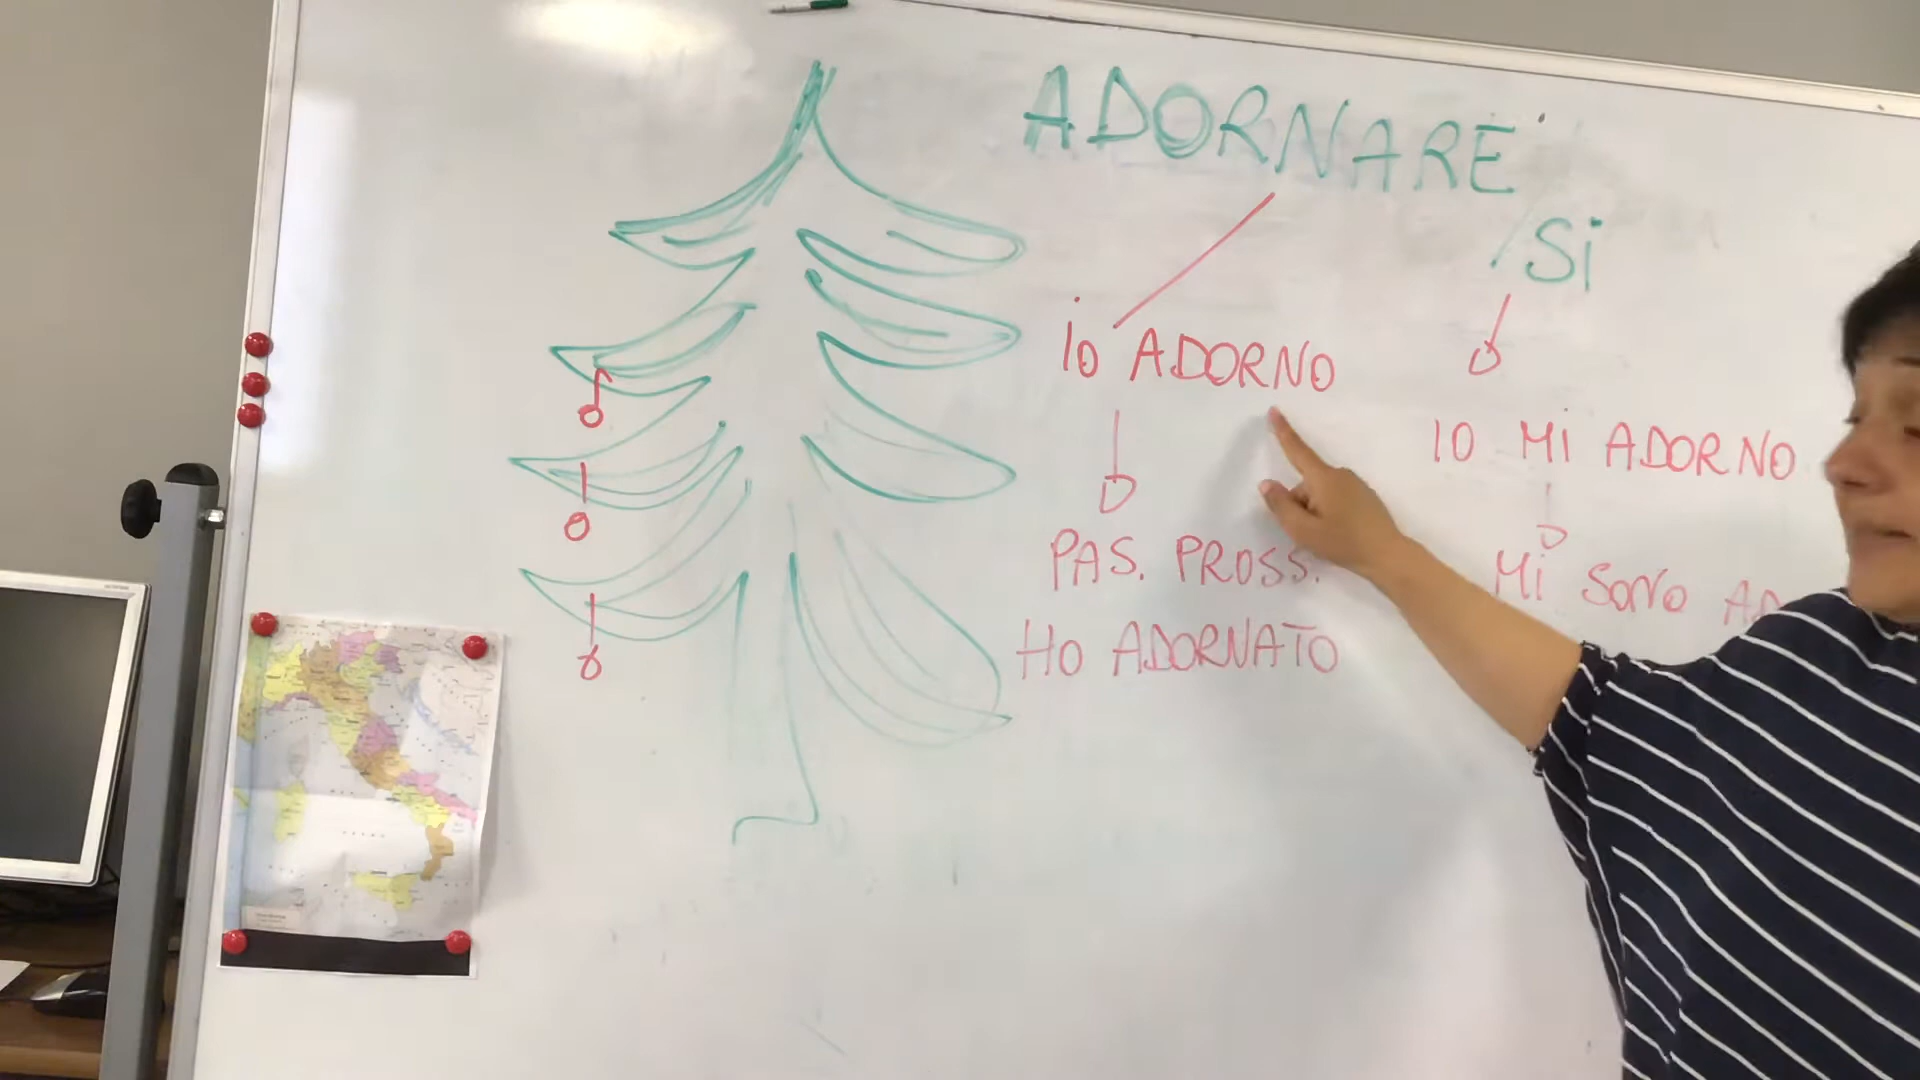 ADORNARE
Si
io ADORNO
IO Mi ADORNO
PAS. PROSS.
Mi SONO
HO ADORNATO